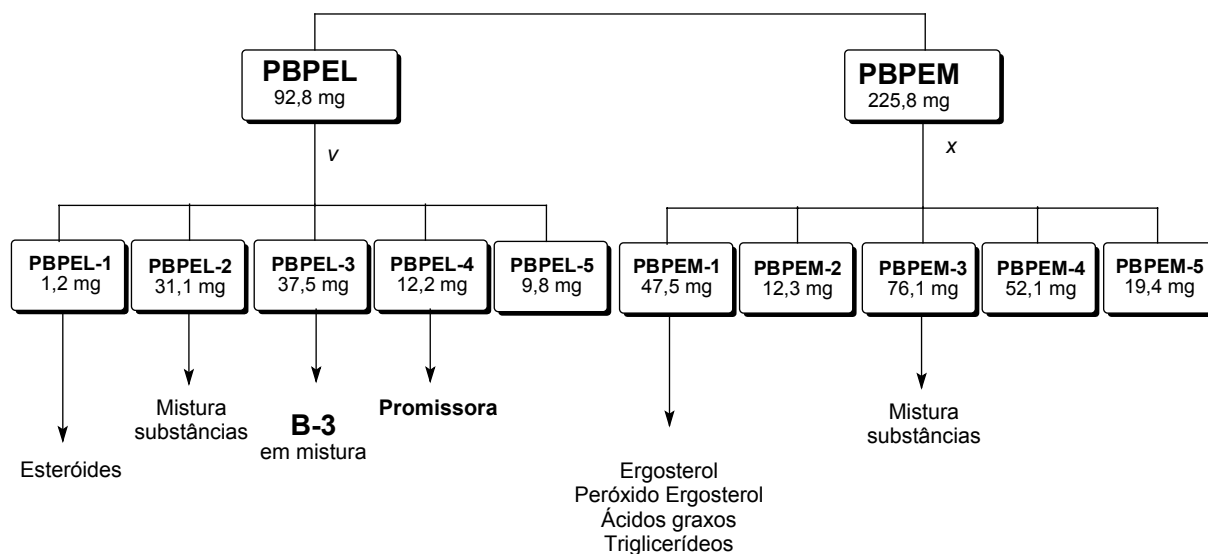 PBPEL
92,8 mg
PBPEM
225,8 mg
v
x
PBPEL-1
1,2 mg
PBPEL-2
31,1 mg
PBPEL-3
37,5 mg
PBPEL-4
12,2 mg
PBPEL-5
9,8 mg
PBPEM-1
47,5 mg
PBPEM-2
12,3 mg
PBPEM-3
76,1 mg
PBPEM-4
52,1 mg
PBPEM-5
19,4 mg
Esteróides
Mistura
substâncias
B-3
em mistura
Promissora
Ergosterol
Peróxido Ergosterol
Ácidos graxos
Triglicerídeos
Mistura
substâncias